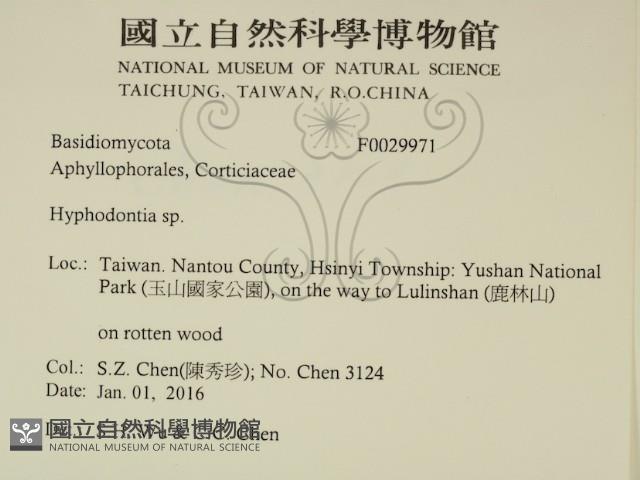 國立自然科學博物館
NATIONAL MUSEUM OF NATURAL SCIENCE
TAICHUNG, TAIWAN, R.O.CHINA
Basidiomycota F0029971
Aphyllophorales, Corticiaceae
Hyphodontia sp.
Loc.: Taiwan. Nantou County, Hsinyi Township: Yushan National
Park (玉山國家公園), on the way to Lulinshan (鹿林山)
on rotten wood
Col.: S.Z. Chen(陳秀珍); No. Chen 3124
Date: Jan. 01, 2016
Wu & Chen
國立自然科學博物館
NATIONAL MUSEUM OF NATURAL SCIENCE